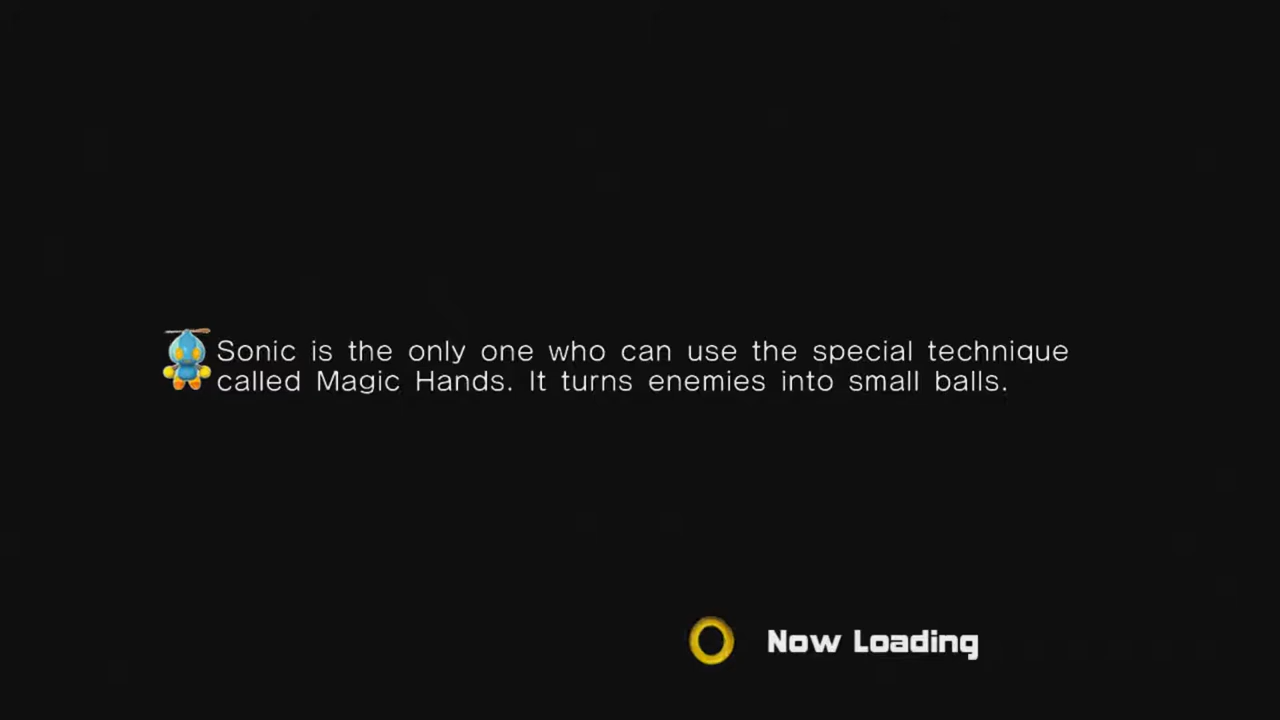 Sonic is the only one who can use the special technique
called Magic Hands. It turns enemies into small balls.
Now Loading